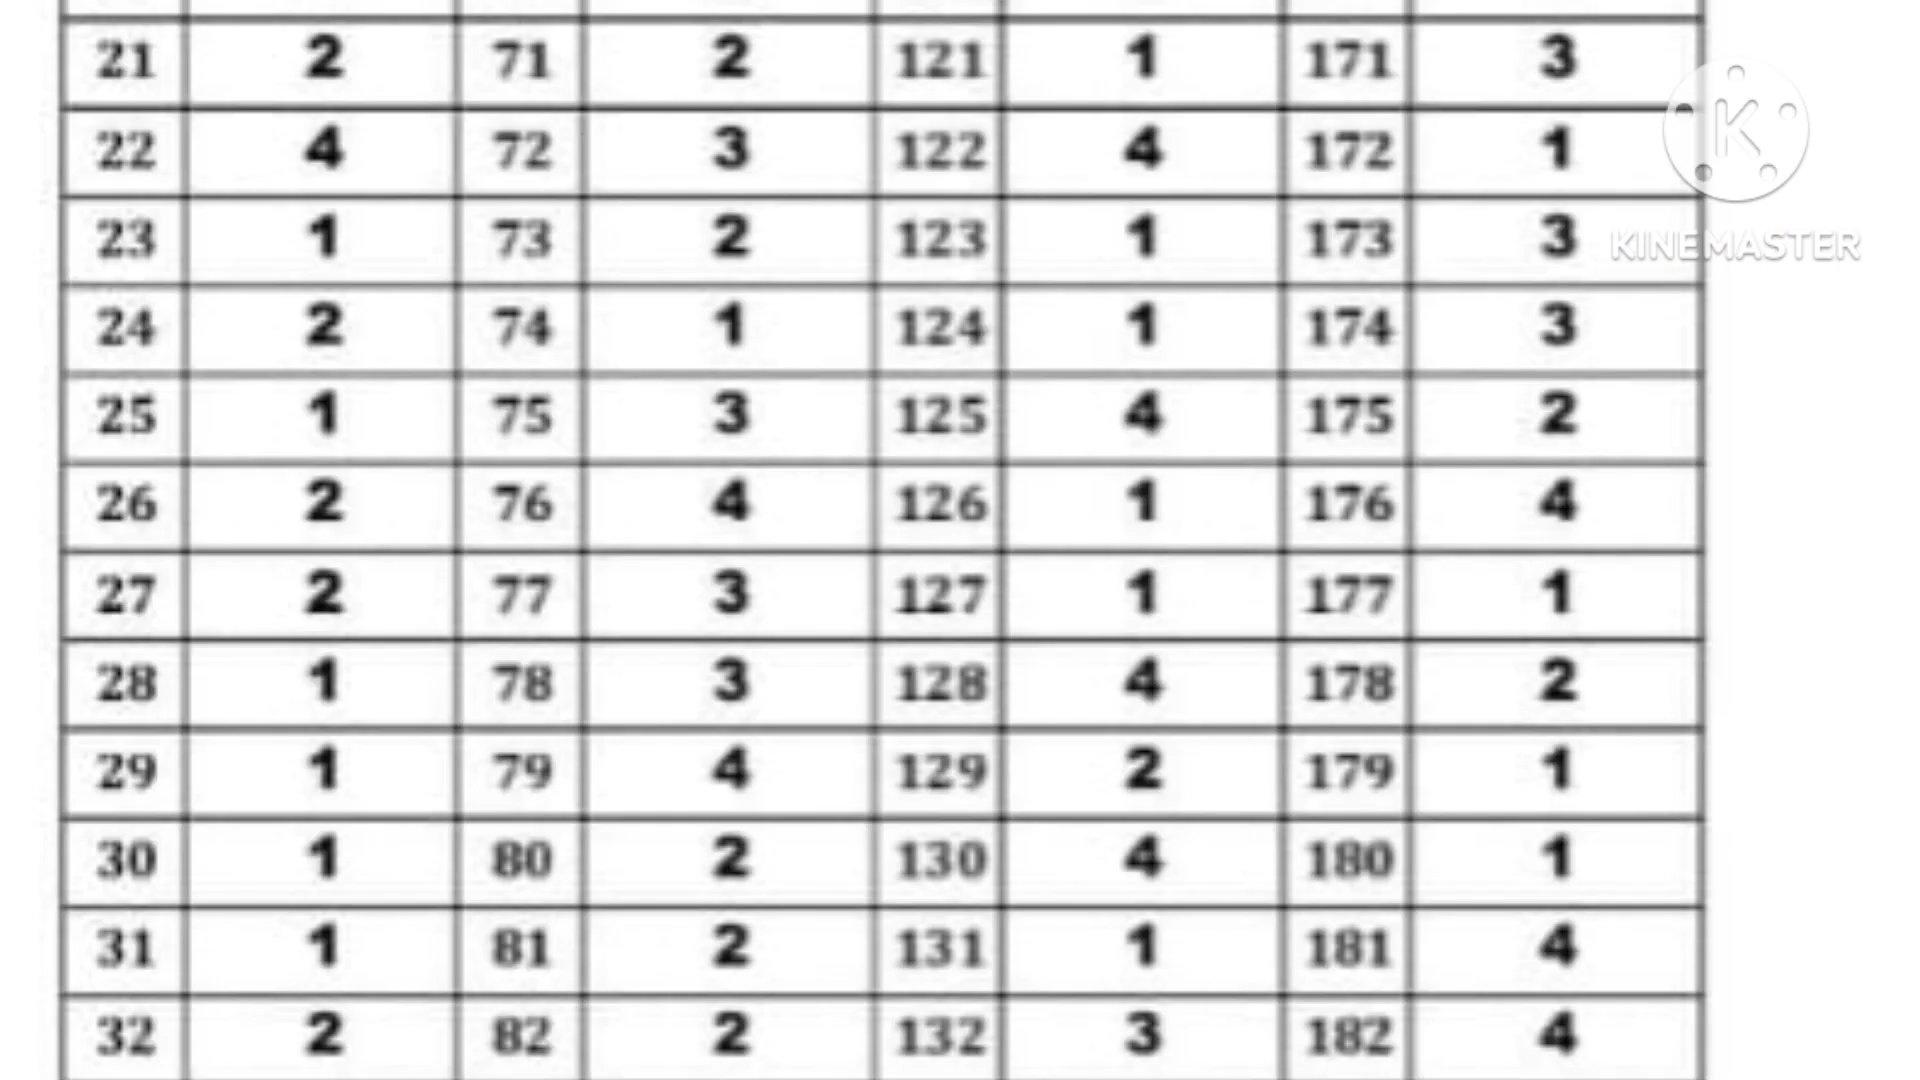 21 2 71 2 121 1 171 3
22 4 72 3 122 4 172 1
23 1 73 2 123 1 173 3
24 2 74 1 124 1 174 3
25 1 75 3 125 4 175 2
26 2 76 4 126 1 176 4
27 2 77 3 127 1 177 1
28 1 78 3 128 4 178 2
29 1 79 4 129 2 179 1
30 1 80 2 130 4 180 1
31 1 81 2 131 1 181 4
32 2 82 2 132 3 182 4
K
KINEMASTER